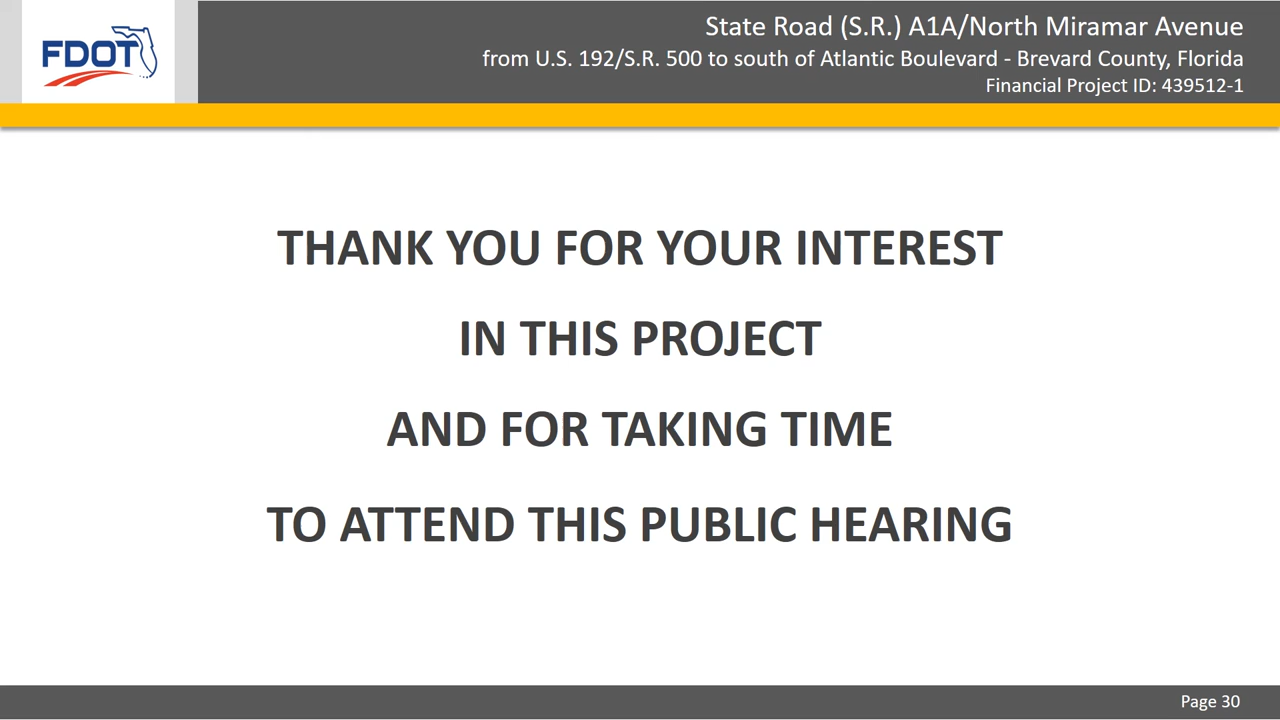 FDOT
State Road (S.R.) A1A/North Miramar Avenue
from U.S. 192/S.R. 500 to south of Atlantic Boulevard - Brevard County, Florida
Financial Project ID: 439512-1
THANK YOU FOR YOUR INTEREST
IN THIS PROJECT
AND FOR TAKING TIME
TO ATTEND THIS PUBLIC HEARING
Page 30